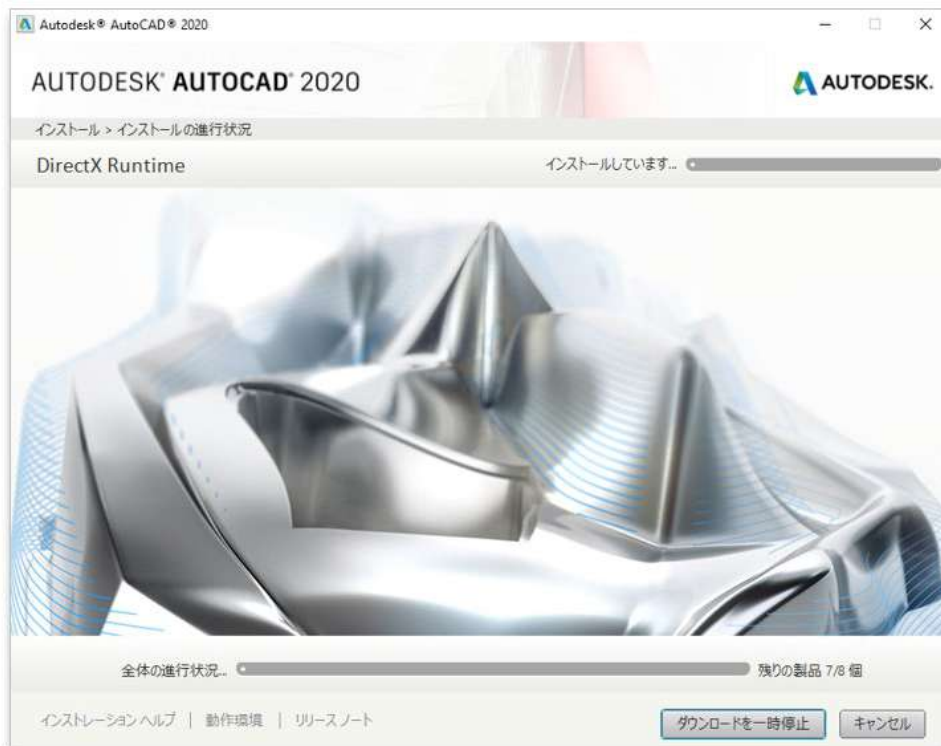 Autodesk® AutoCAD® 2020
AUTODESK® AUTOCAD® 2020
AUTODESK.
インストール > インストールの進行状況
DirectX Runtime
インストールしています...
全体の進行状況...
残りの製品 7/8 個
インストレーション ヘルプ | 動作環境 | リリース ノート
ダウンロードを一時停止
キャンセル